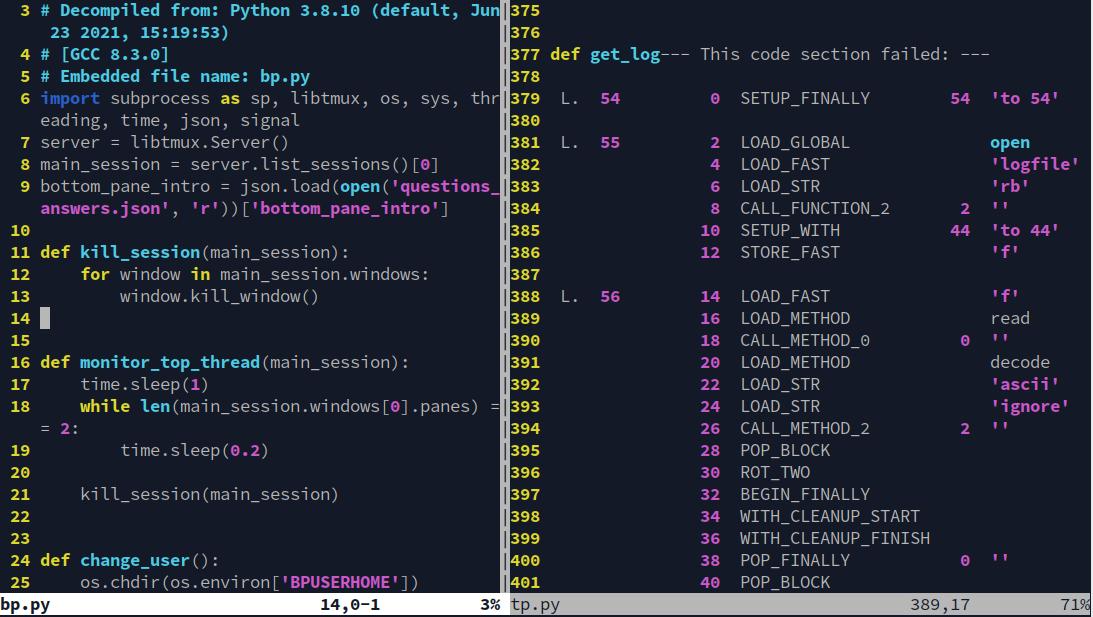 3 # Decompiled from: Python 3.8.10 (default, Jun
23 2021, 15:19:53)
4 # [GCC 8.3.0]
5 # Embedded file name: bp.py
6 import subprocess as sp, libtmux, os, sys, thr
eading, time, json, signal
7 server = libtmux.Server()
8 main_session = server.list_sessions()[0]
9 bottom_pane_intro = json.load(open('questions_
answers.json', 'r'))['bottom_pane_intro']
10
11 def kill_session(main_session):
12     for window in main_session.windows:
13         window.kill_window()
14
15
16 def monitor_top_thread(main_session):
17     time.sleep(1)
18     while len(main_session.windows[0].panes) =
= 2:
19         time.sleep(0.2)
20
21     kill_session(main_session)
22
23
24 def change_user():
25     os.chdir(os.environ['BPUSERHOME'])
bp.py 14,0-1 3%
375
376
377 def get_log--- This code section failed: ---
378
379 L. 54 0 SETUP_FINALLY 54 'to 54'
380
381 L. 55 2 LOAD_GLOBAL open
382 4 LOAD_FAST 'logfile'
383 6 LOAD_STR 'rb'
384 8 CALL_FUNCTION_2 2 ''
385 10 SETUP_WITH 44 'to 44'
386 12 STORE_FAST 'f'
387
388 L. 56 14 LOAD_FAST 'f'
389 16 LOAD_METHOD read
390 18 CALL_METHOD_0 0 ''
391 20 LOAD_METHOD decode
392 22 LOAD_STR 'ascii'
393 24 LOAD_STR 'ignore'
394 26 CALL_METHOD_2 2 ''
395 28 POP_BLOCK
396 30 ROT_TWO
397 32 BEGIN_FINALLY
398 34 WITH_CLEANUP_START
399 36 WITH_CLEANUP_FINISH
400 38 POP_FINALLY 0 ''
401 40 POP_BLOCK
tp.py 389,17 71%